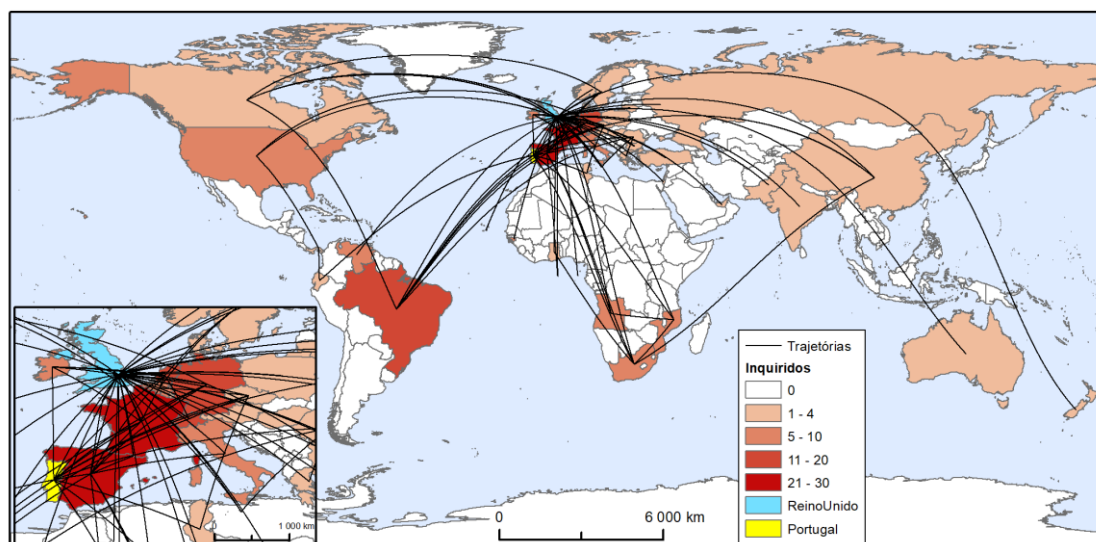 Trajetórias
Inquiridos
0
1 - 4
5 - 10
11 - 20
21 - 30
ReinoUnido
Portugal
1 000 km
0 6 000 km